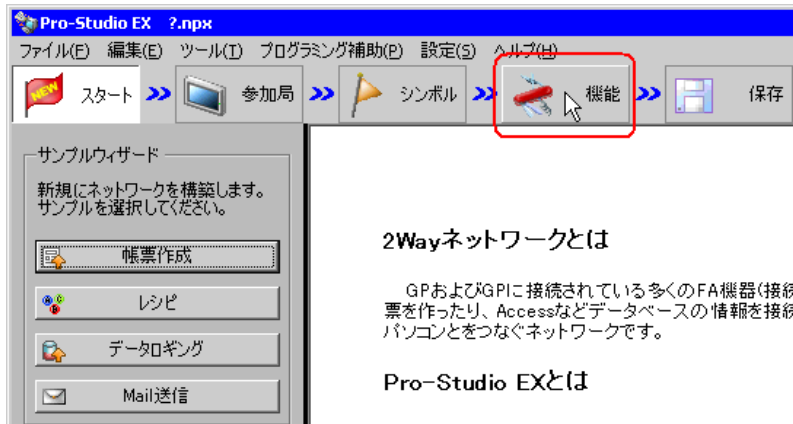 Pro-Studio EX ?.npx
ファイル(F) 編集(E) ツール(T) プログラミング補助(P) 設定(S) ヘルプ(H)
NEW スタート 参加局 シンボル 機能 保存
サンプルウィザード
新規にネットワークを構築します。
サンプルを選択してください。
帳票作成
レシピ
データロギング
Mail送信
2Wayネットワークとは
GPおよびGPに接続されている多くのFA機器(接続
票を作ったり、Accessなどデータベースの情報を接続
パソコンとをつなぐネットワークです。
Pro-Studio EXとは